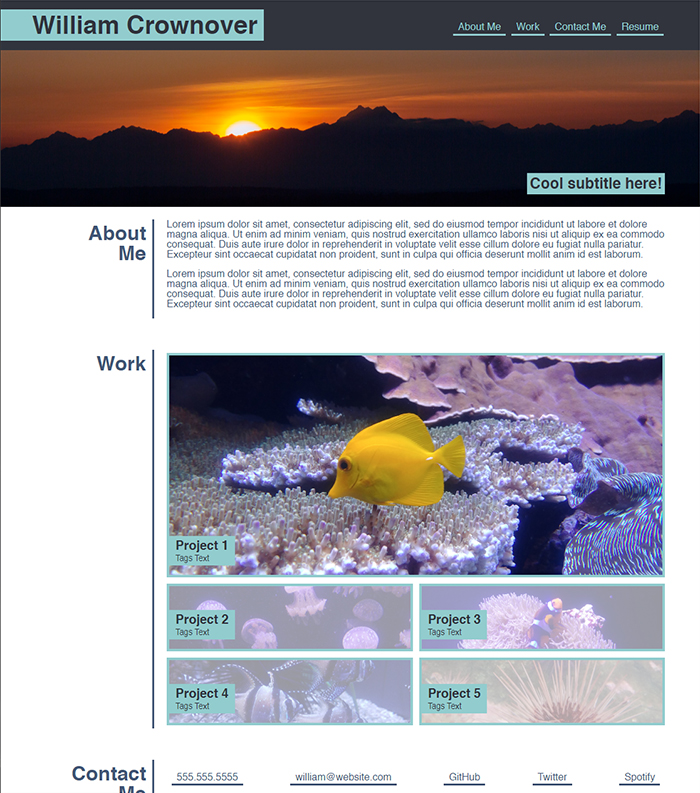 William Crownover
About Me Work Contact Me Resume
Cool subtitle here!
About
Me
Lorem ipsum dolor sit amet, consectetur adipiscing elit, sed do eiusmod tempor incididunt ut labore et dolore
magna aliqua. Ut enim ad minim veniam, quis nostrud exercitation ullamco laboris nisi ut aliquip ex ea commodo
consequat. Duis aute irure dolor in reprehenderit in voluptate velit esse cillum dolore eu fugiat nulla pariatur.
Excepteur sint occaecat cupidatat non proident, sunt in culpa qui officia deserunt mollit anim id est laborum.
Lorem ipsum dolor sit amet, consectetur adipiscing elit, sed do eiusmod tempor incididunt ut labore et dolore
magna aliqua. Ut enim ad minim veniam, quis nostrud exercitation ullamco laboris nisi ut aliquip ex ea commodo
consequat. Duis aute irure dolor in reprehenderit in voluptate velit esse cillum dolore eu fugiat nulla pariatur.
Excepteur sint occaecat cupidatat non proident, sunt in culpa qui officia deserunt mollit anim id est laborum.
Work
Project 1
Tags Text
Project 2
Tags Text
Project 3
Tags Text
Project 4
Tags Text
Project 5
Tags Text
Contact
Me
555.555.5555 william@website.com GitHub Twitter Spotify